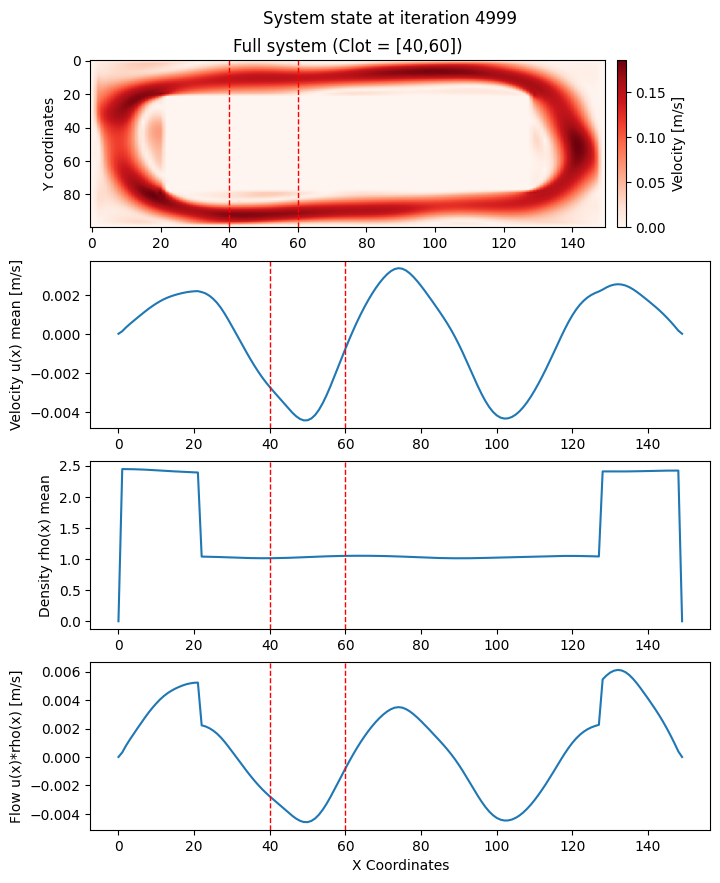 System state at iteration 4999
Full system (Clot = [40,60])
Y coordinates
0
20
40
60
80
0 20 40 60 80 100 120 140
0.15
0.10
0.05
0.00
Velocity [m/s]
Velocity u(x) mean [m/s]
0.002
0.000
−0.002
−0.004
0 20 40 60 80 100 120 140
Density rho(x) mean
2.5
2.0
1.5
1.0
0.5
0.0
0 20 40 60 80 100 120 140
Flow u(x)*rho(x) [m/s]
0.006
0.004
0.002
0.000
−0.002
−0.004
0 20 40 60 80 100 120 140
X Coordinates